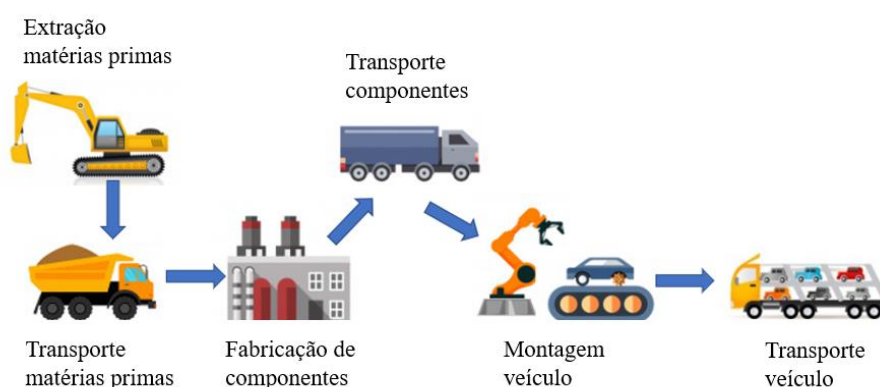 Extração
matérias primas
Transporte
componentes
Transporte
matérias primas
Fabricação de
componentes
Montagem
veículo
Transporte
veículo